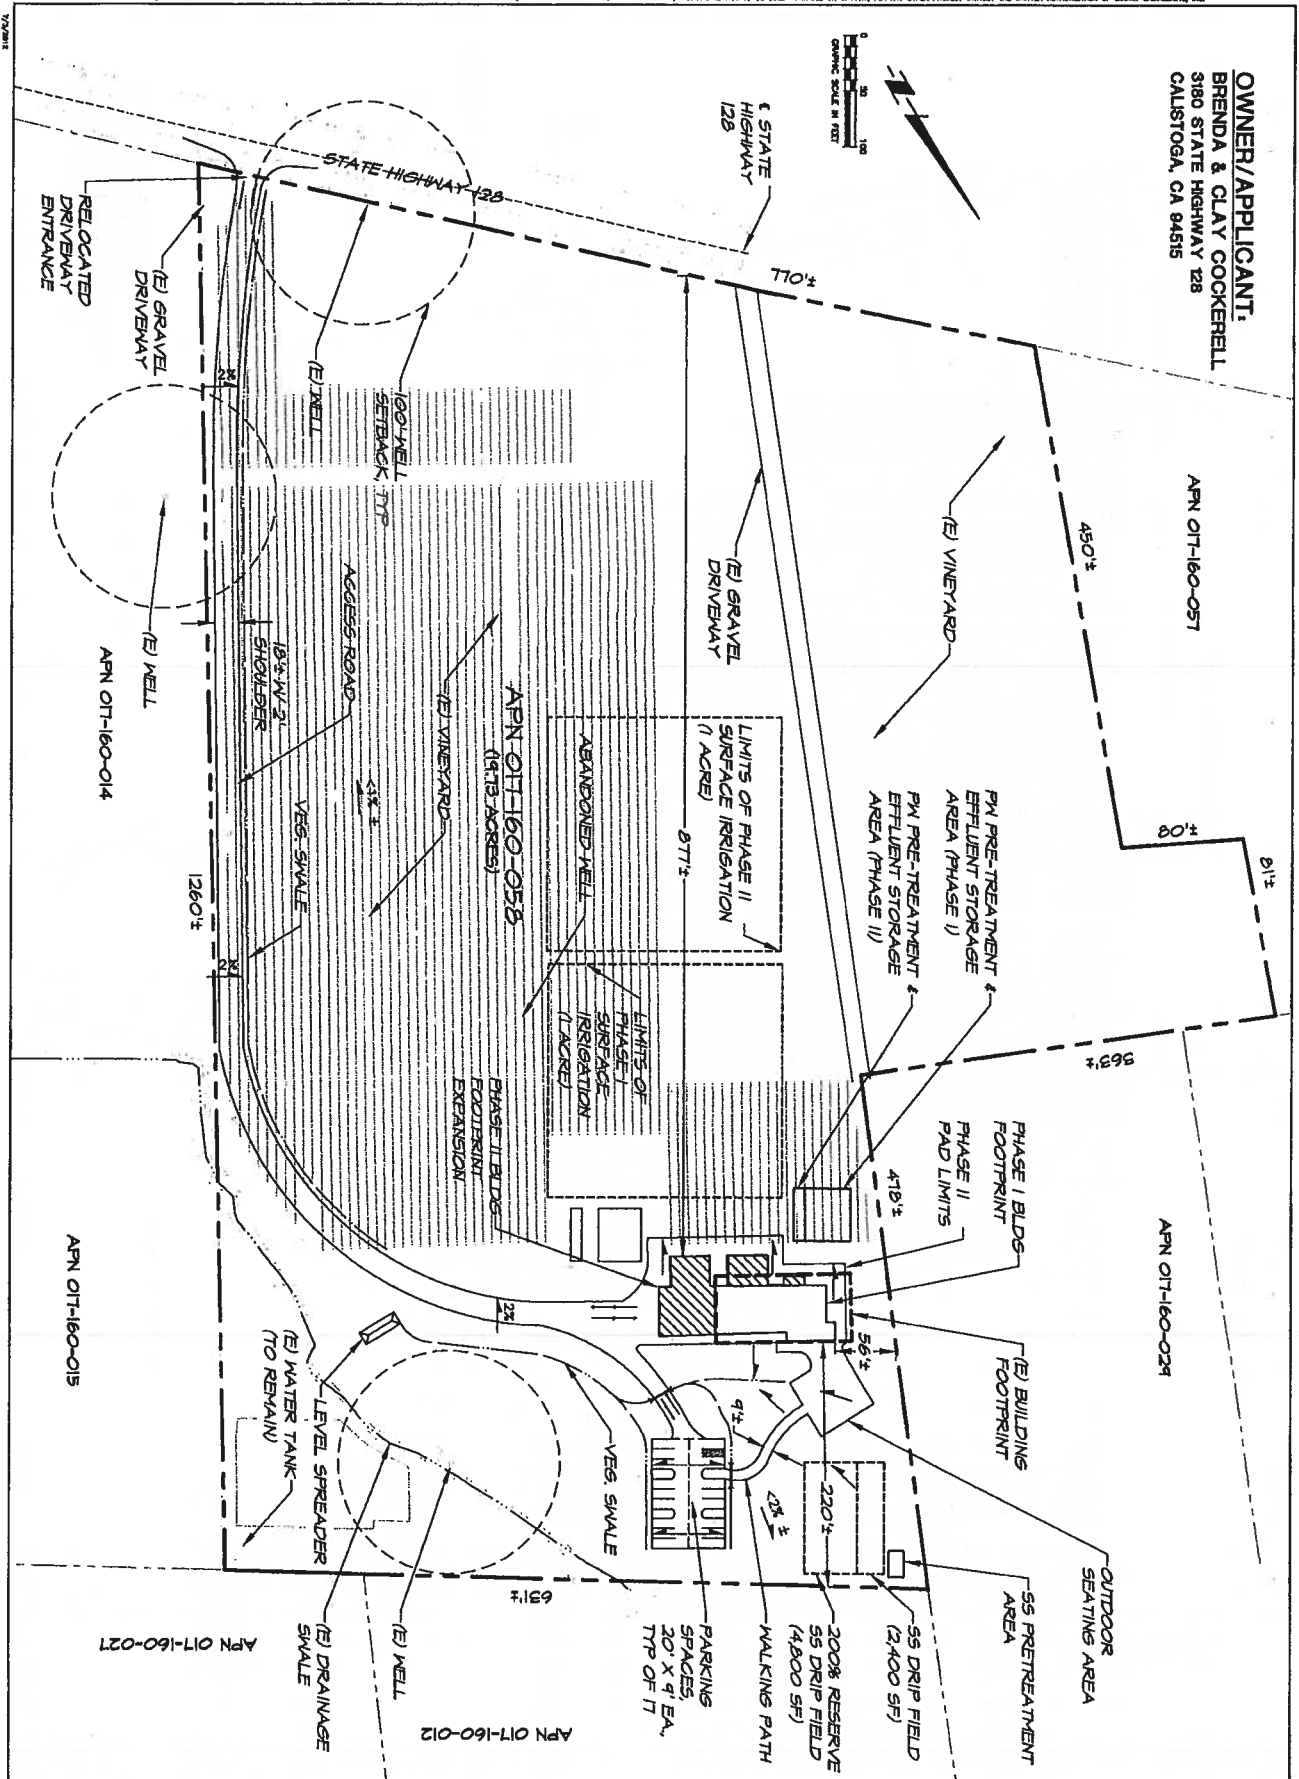 OWNER/APPLICANT:
BRENDA & CLAY COCKERELL
3180 STATE HIGHWAY 128
CALISTOGA, CA 94515
0
50
100
GRAPHIC SCALE IN FEET
℄ STATE
HIGHWAY
128
STATE HIGHWAY 128
770'±
APN 017-160-057
450'±
80'±
81'±
563'±
(E) VINEYARD
(E) GRAVEL
DRIVEWAY
PW PRE-TREATMENT &
EFFLUENT STORAGE
AREA (PHASE I)
PW PRE-TREATMENT &
EFFLUENT STORAGE
AREA (PHASE II)
APN 017-160-029
478'±
PHASE I BLDG
FOOTPRINT
PHASE II
PAD LIMITS
(E) BUILDING
FOOTPRINT
56'±
OUTDOOR
SEATING AREA
SS PRETREATMENT
AREA
SS DRIP FIELD
(2,400 SF)
200% RESERVE
SS DRIP FIELD
(4,800 SF)
WALKING PATH
PARKING
SPACES,
20' X 9' EA.,
TYP OF 17
220'±
9'±
<2% ±
877'±
LIMITS OF PHASE II
SURFACE IRRIGATION
(1 ACRE)
LIMITS OF
PHASE I
SURFACE
IRRIGATION
(1 ACRE)
ABANDONED WELL
APN 017-160-058
(19.73 ACRES)
(E) VINEYARD
PHASE II BLDG
FOOTPRINT
EXPANSION
<3% ±
100' WELL
SETBACK, TYP
(E) WELL
RELOCATED
DRIVEWAY
ENTRANCE
(E) GRAVEL
DRIVEWAY
2%
(E) WELL
18'± W/ 2'
SHOULDER
ACCESS ROAD
VEG. SWALE
1260'±
2%
APN 017-160-014
APN 017-160-015
2%
VEG. SWALE
LEVEL SPREADER
(E) WATER TANK
(TO REMAIN)
(E) DRAINAGE
SWALE
(E) WELL
631'±
APN 017-160-027
APN 017-160-012